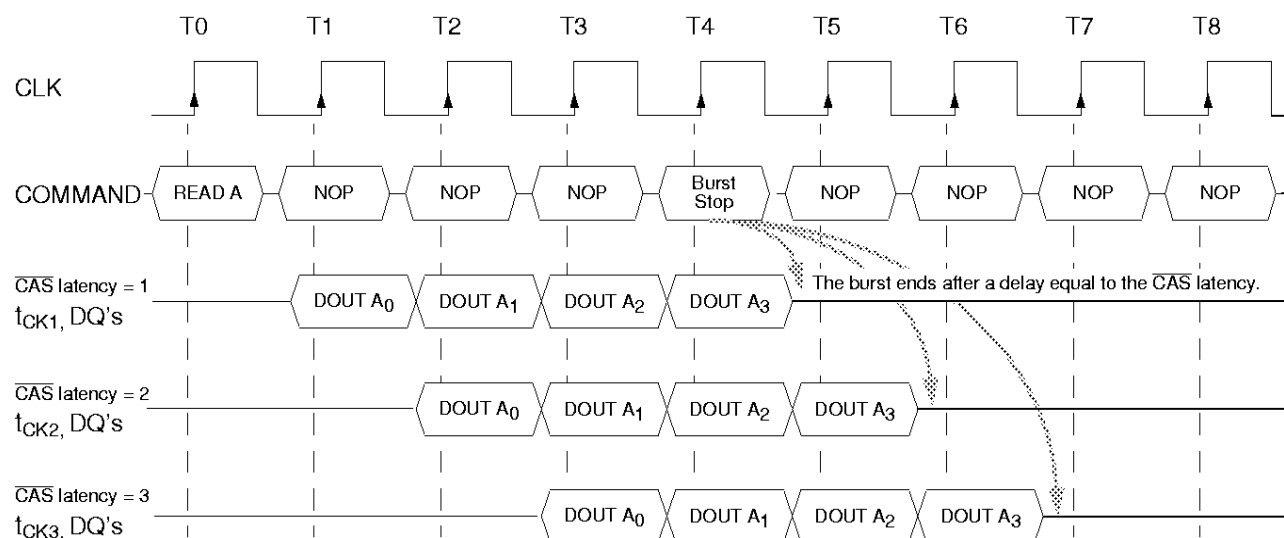 T0 T1 T2 T3 T4 T5 T6 T7 T8
CLK
COMMAND READ A NOP NOP NOP Burst Stop NOP NOP NOP NOP
CAS latency = 1
tCK1, DQ's DOUT A0 DOUT A1 DOUT A2 DOUT A3 The burst ends after a delay equal to the CAS latency.
CAS latency = 2
tCK2, DQ's DOUT A0 DOUT A1 DOUT A2 DOUT A3
CAS latency = 3
tCK3, DQ's DOUT A0 DOUT A1 DOUT A2 DOUT A3